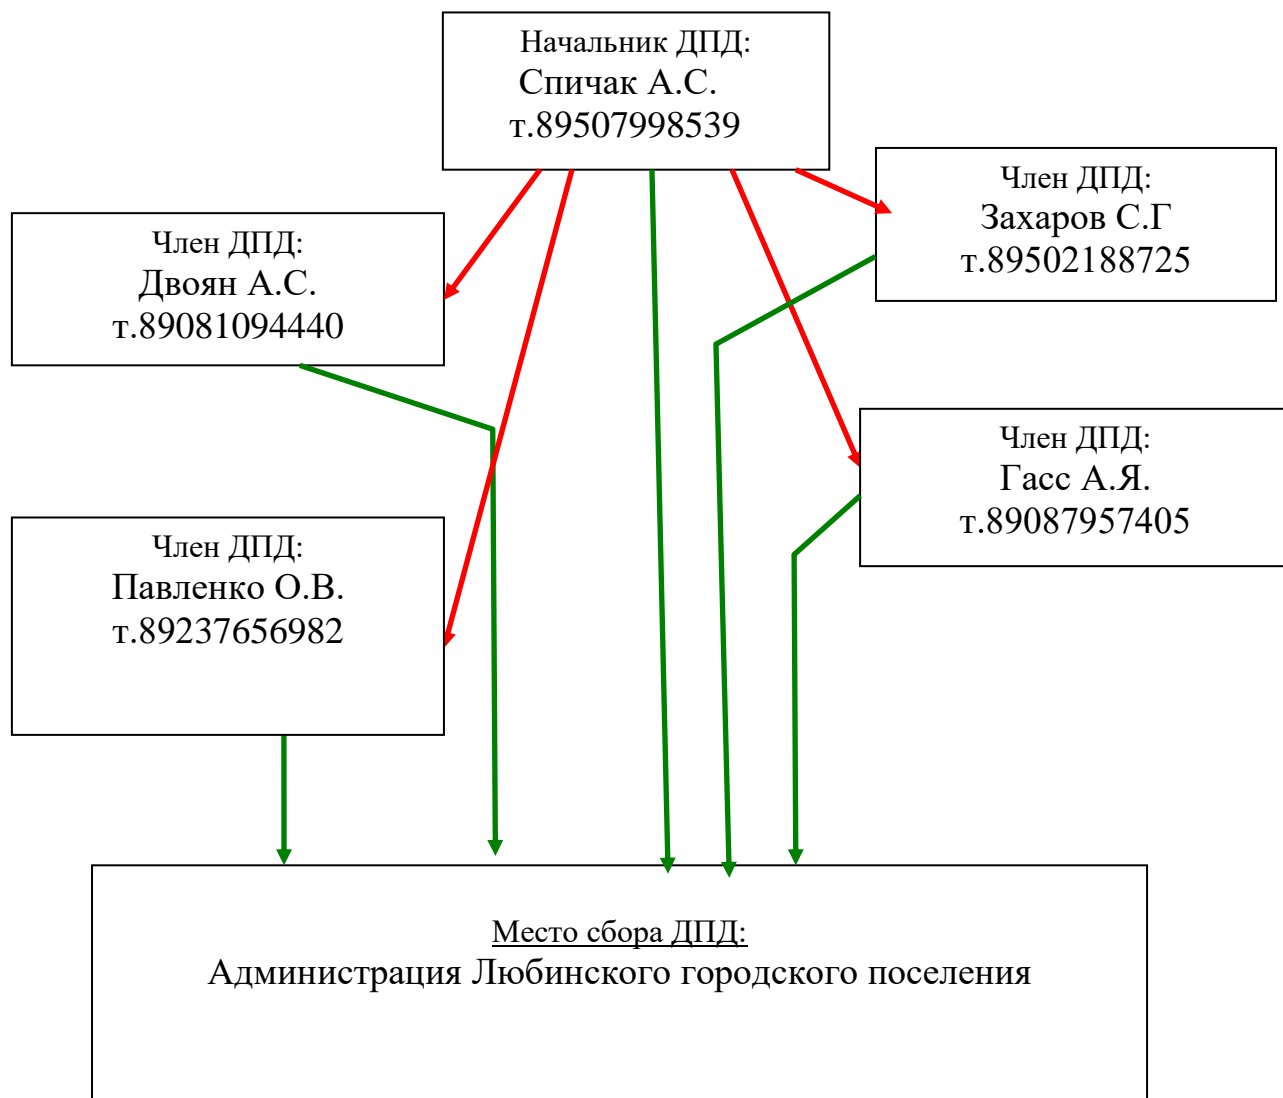 Начальник ДПД:
Спичак А.С.
т.89507998539
Член ДПД:
Захаров С.Г
т.89502188725
Член ДПД:
Двоян А.С.
т.89081094440
Член ДПД:
Гасс А.Я.
т.89087957405
Член ДПД:
Павленко О.В.
т.89237656982
Место сбора ДПД:
Администрация Любинского городского поселения